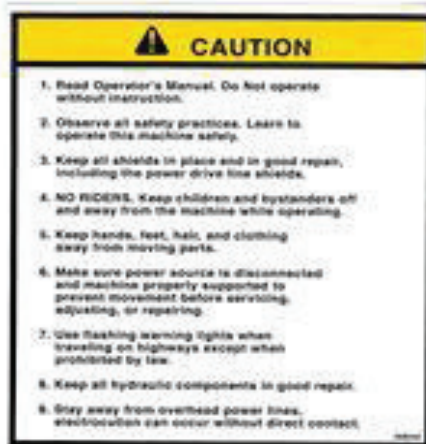 CAUTION
1. Read Operator's Manual. Do Not operate
without instruction.
2. Observe all safety practices. Learn to
operate this machine safely.
3. Keep all shields in place and in good repair,
including the power drive line shields.
4. NO RIDERS. Keep children and bystanders off
and away from the machine while operating.
5. Keep hands, feet, hair, and clothing
away from moving parts.
6. Make sure power source is disconnected
and machine properly supported to
prevent movement before servicing,
adjusting, or repairing.
7. Use flashing warning lights when
traveling on highways except when
prohibited by law.
8. Keep all hydraulic components in good repair.
9. Stay away from overhead power lines,
electrocution can occur without direct contact.